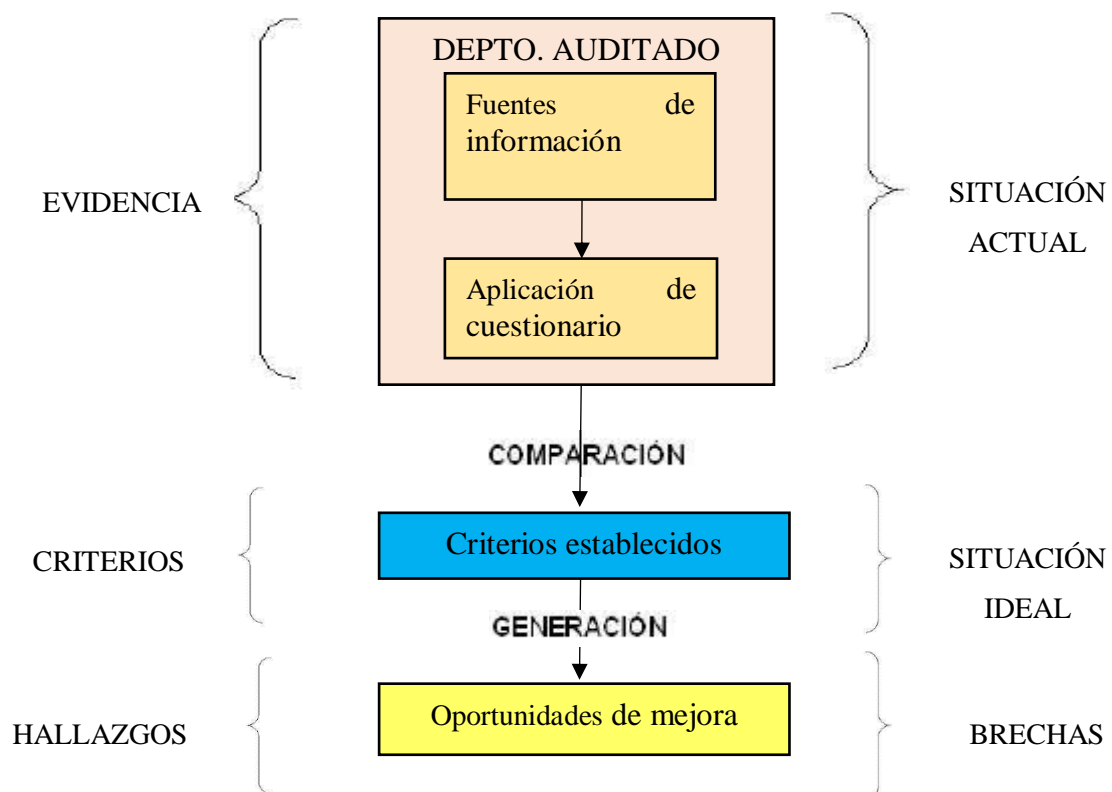 DEPTO. AUDITADO
Fuentes de
información
EVIDENCIA
SITUACIÓN
ACTUAL
Aplicación de
cuestionario
COMPARACIÓN
CRITERIOS
Criterios establecidos
SITUACIÓN
IDEAL
GENERACIÓN
HALLAZGOS
Oportunidades de mejora
BRECHAS